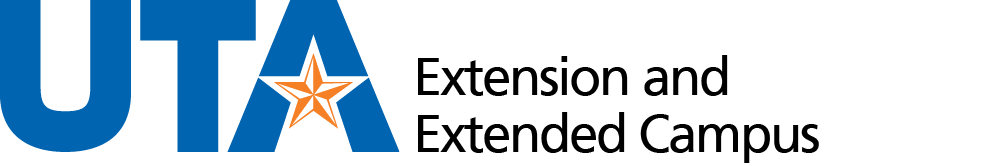 UTA
Extension and
Extended Campus